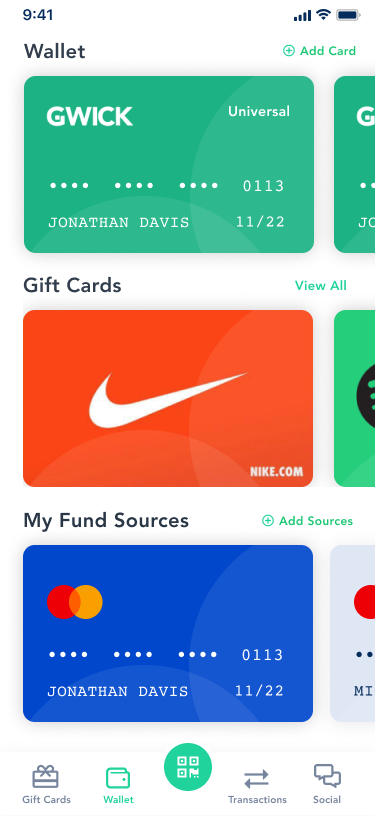 9:41
Wallet
Add Card
GWICK
Universal
G
•••• •••• •••• 0113
••
JONATHAN DAVIS 11/22
JO
Gift Cards
View All
NIKE.COM
My Fund Sources
Add Sources
•••• •••• •••• 0113
••
JONATHAN DAVIS 11/22
MI
Gift Cards
Wallet
Transactions
Social